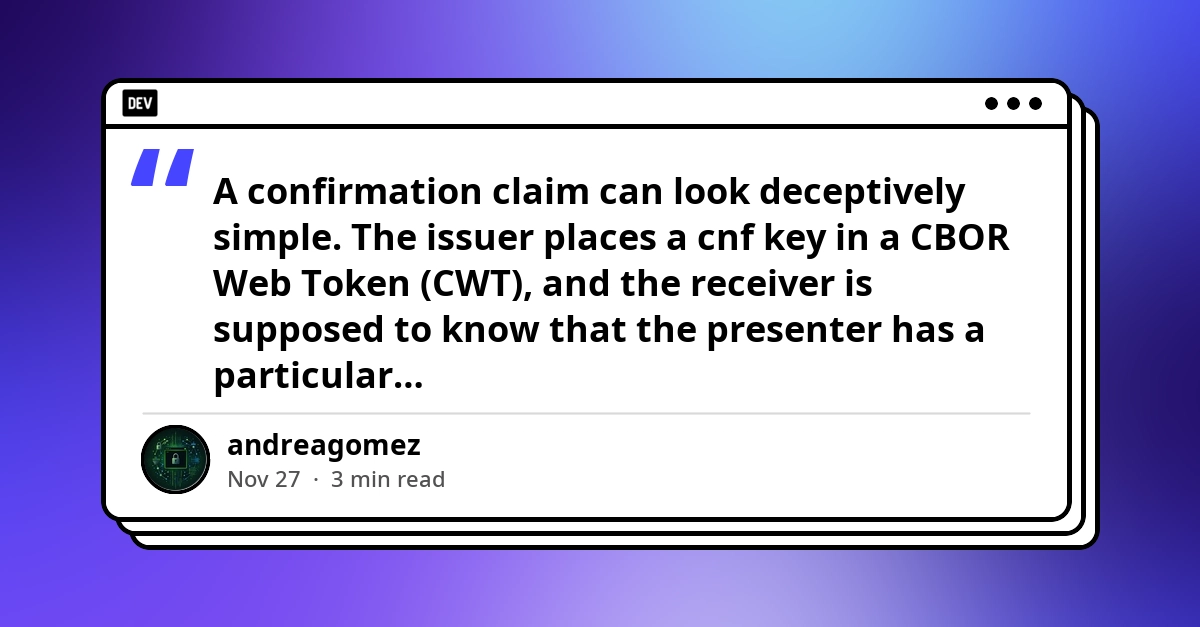 DEV
“
A confirmation claim can look deceptively
simple. The issuer places a cnf key in a CBOR
Web Token (CWT), and the receiver is
supposed to know that the presenter has a
particular...
andreagomez
Nov 27 · 3 min read